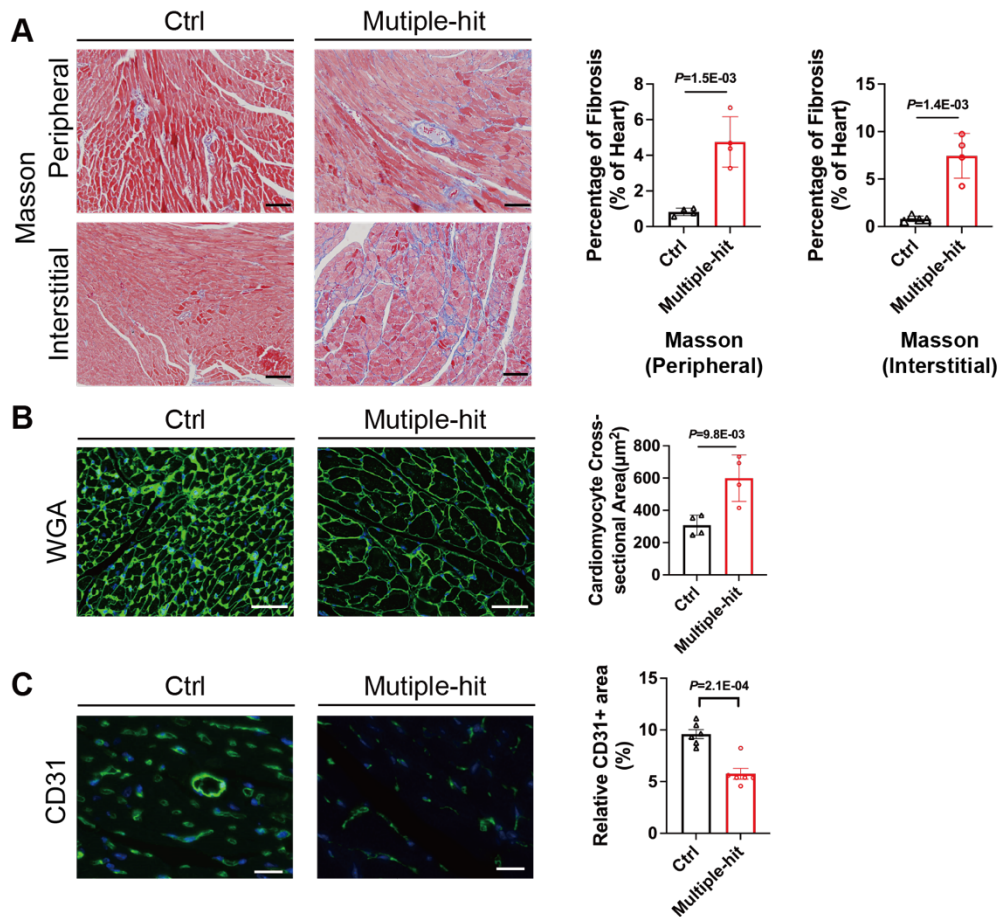 A
Ctrl
Mutiple-hit
Masson
Peripheral
Interstitial
Percentage of Fibrosis
(% of Heart)
8
6
4
2
0
P=1.5E-03
Ctrl
Multiple-hit
Masson
(Peripheral)
Percentage of Fibrosis
(% of Heart)
15
10
5
0
P=1.4E-03
Ctrl
Multiple-hit
Masson
(Interstitial)
B
Ctrl
Mutiple-hit
WGA
Cardiomyocyte Cross-
sectional Area(μm²)
800
600
400
200
0
P=9.8E-03
Ctrl
Multiple-hit
C
Ctrl
Mutiple-hit
CD31
Relative CD31+ area
(%)
15
10
5
0
P=2.1E-04
Ctrl
Multiple-hit